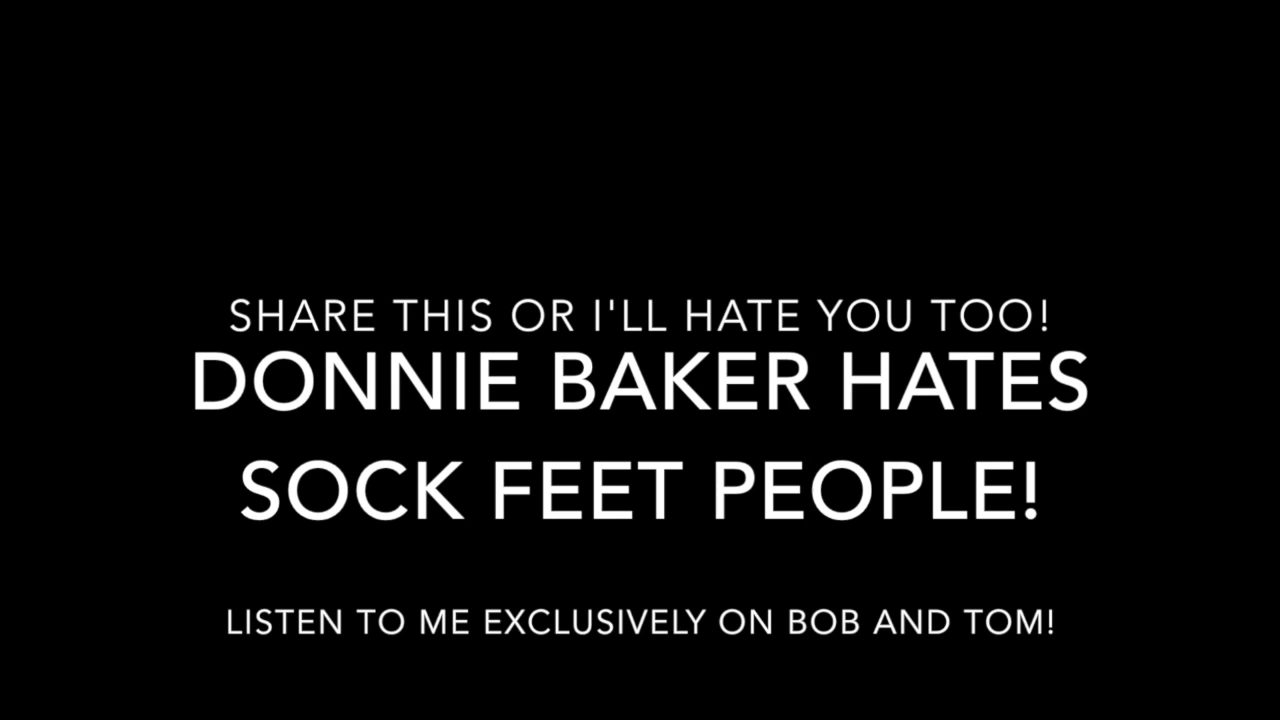 SHARE THIS OR I'LL HATE YOU TOO!
DONNIE BAKER HATES
SOCK FEET PEOPLE!
LISTEN TO ME EXCLUSIVELY ON BOB AND TOM!